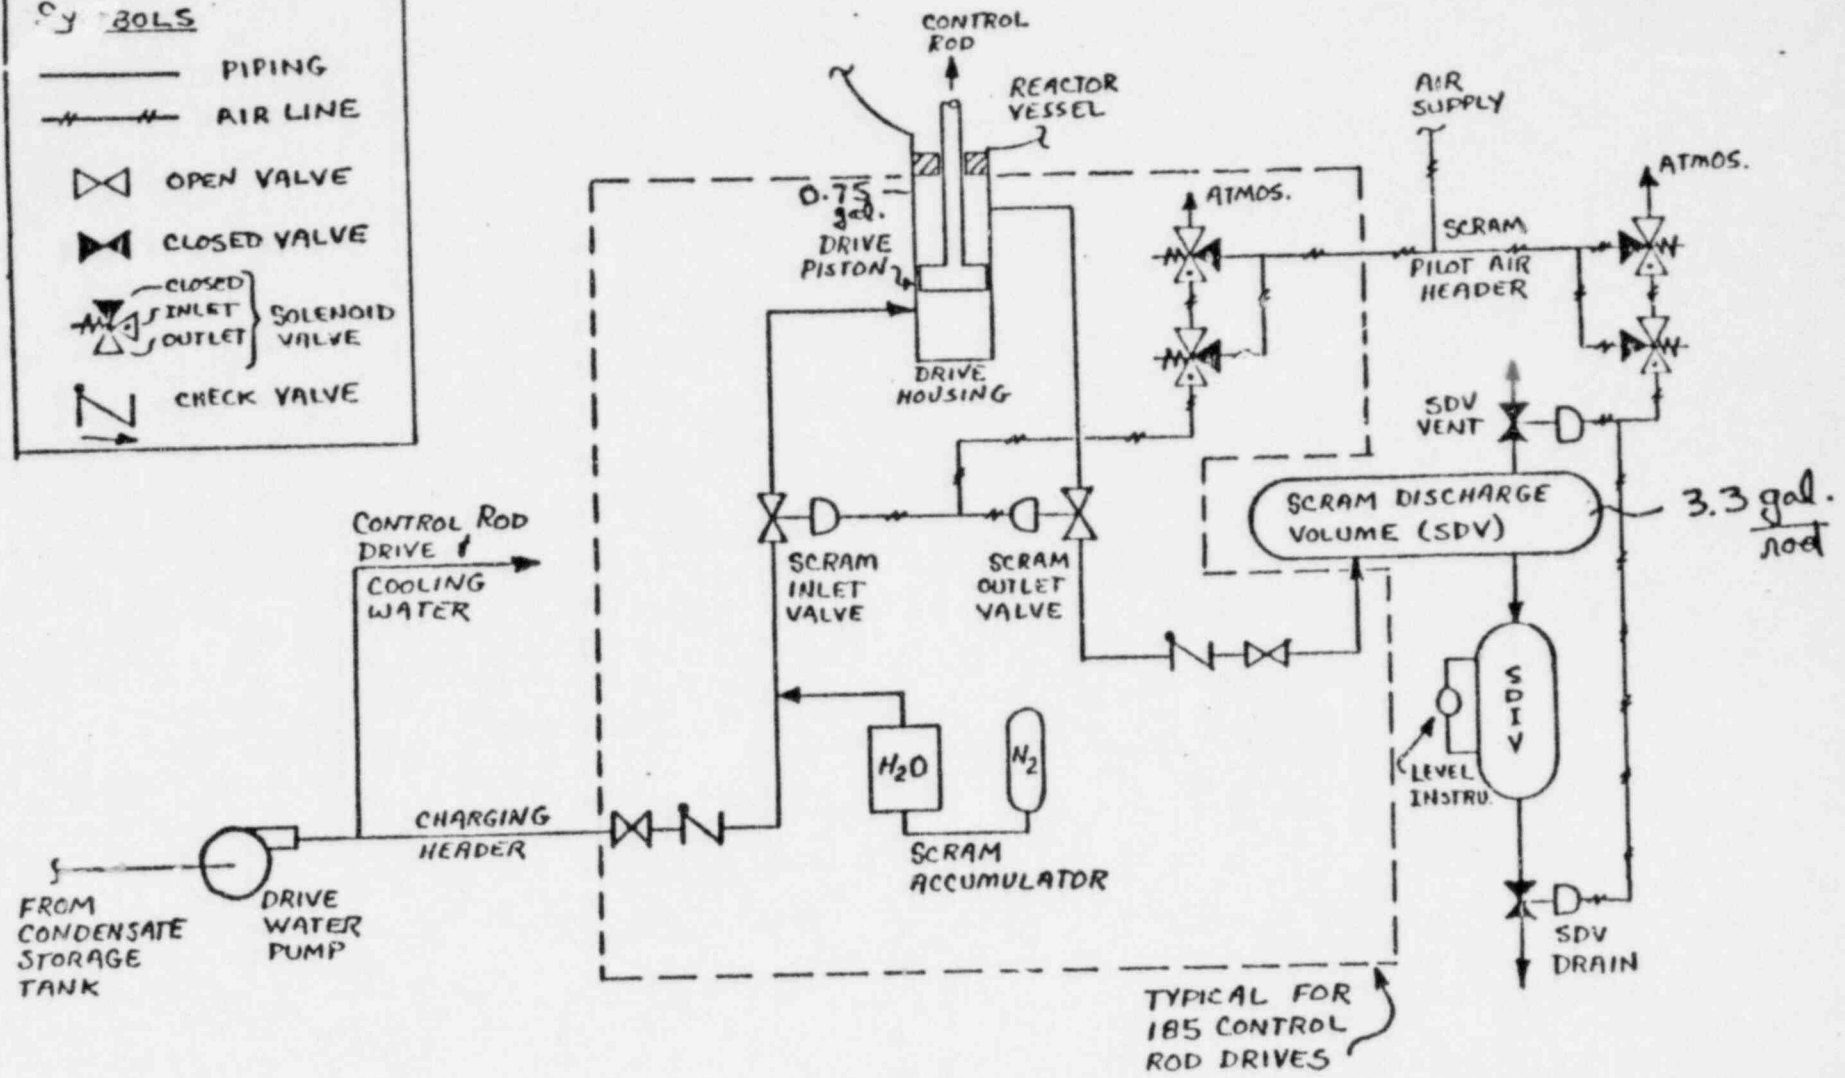 BOLS
PIPING
AIR LINE
OPEN VALVE
CLOSED VALVE
CLOSED
INLET
OUTLET
SOLENOID
VALVE
CHECK VALVE
CONTROL
ROD
REACTOR
VESSEL
0.75
gal.
DRIVE
PISTON
DRIVE
HOUSING
ATMOS.
AIR
SUPPLY
ATMOS.
SCRAM
PILOT AIR
HEADER
SDV
VENT
SCRAM DISCHARGE
VOLUME (SDV)
3.3 gal.
rod
CONTROL ROD
DRIVE
COOLING
WATER
SCRAM
INLET
VALVE
SCRAM
OUTLET
VALVE
H2O
N2
SCRAM
ACCUMULATOR
SDIV
LEVEL
INSTRU.
CHARGING
HEADER
FROM
CONDENSATE
STORAGE
TANK
DRIVE
WATER
PUMP
SDV
DRAIN
TYPICAL FOR
185 CONTROL
ROD DRIVES